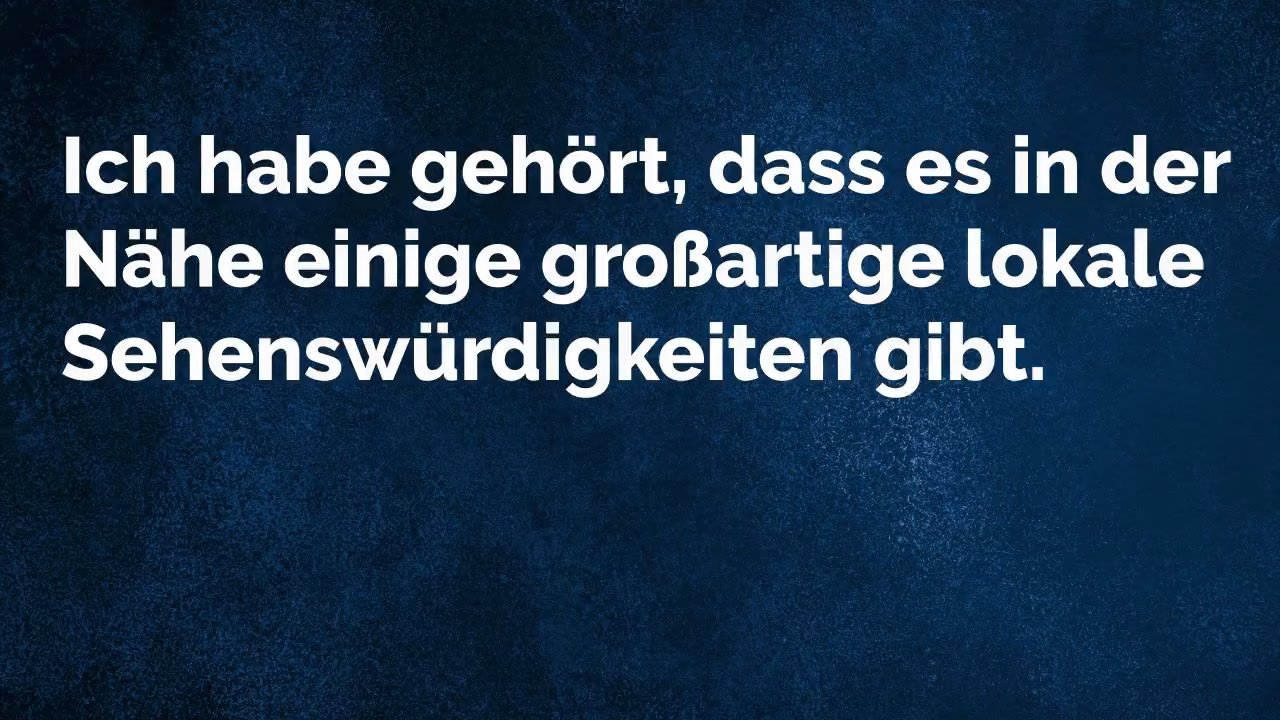 Ich habe gehört, dass es in der
Nähe einige großartige lokale
Sehenswürdigkeiten gibt.